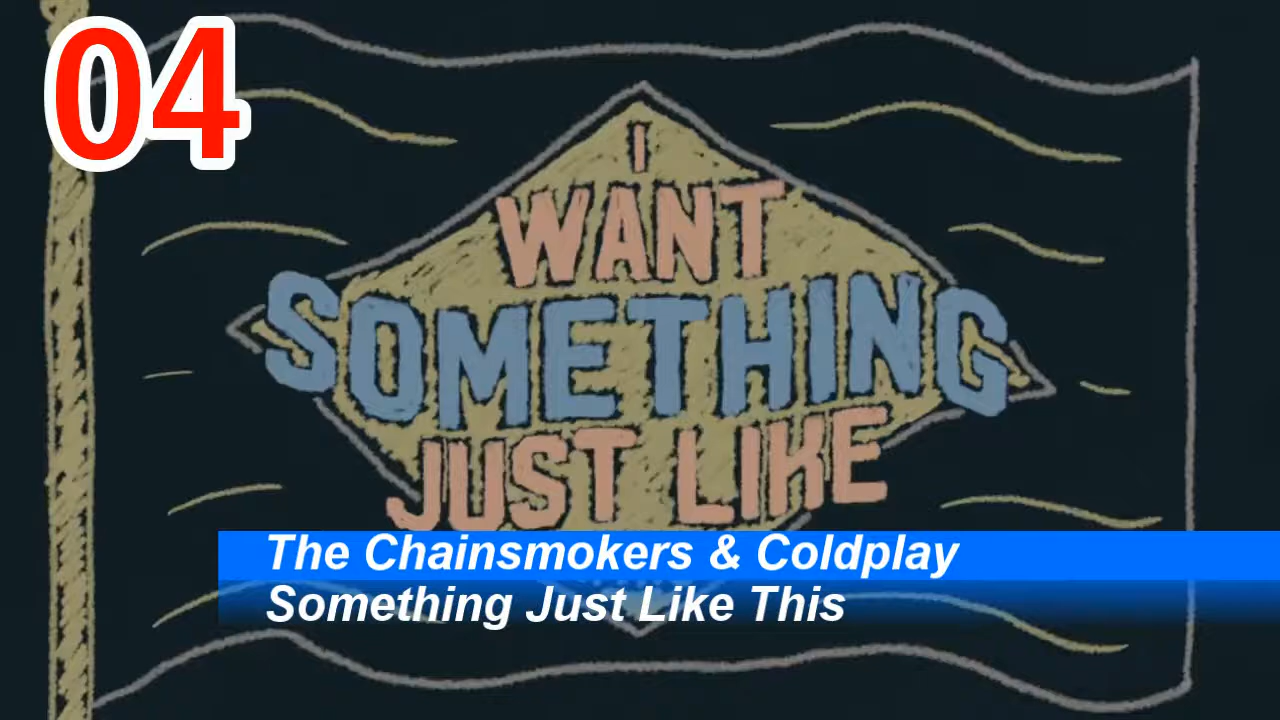 04
I
WANT
SOMETHING
JUST LIKE
The Chainsmokers & Coldplay
Something Just Like This